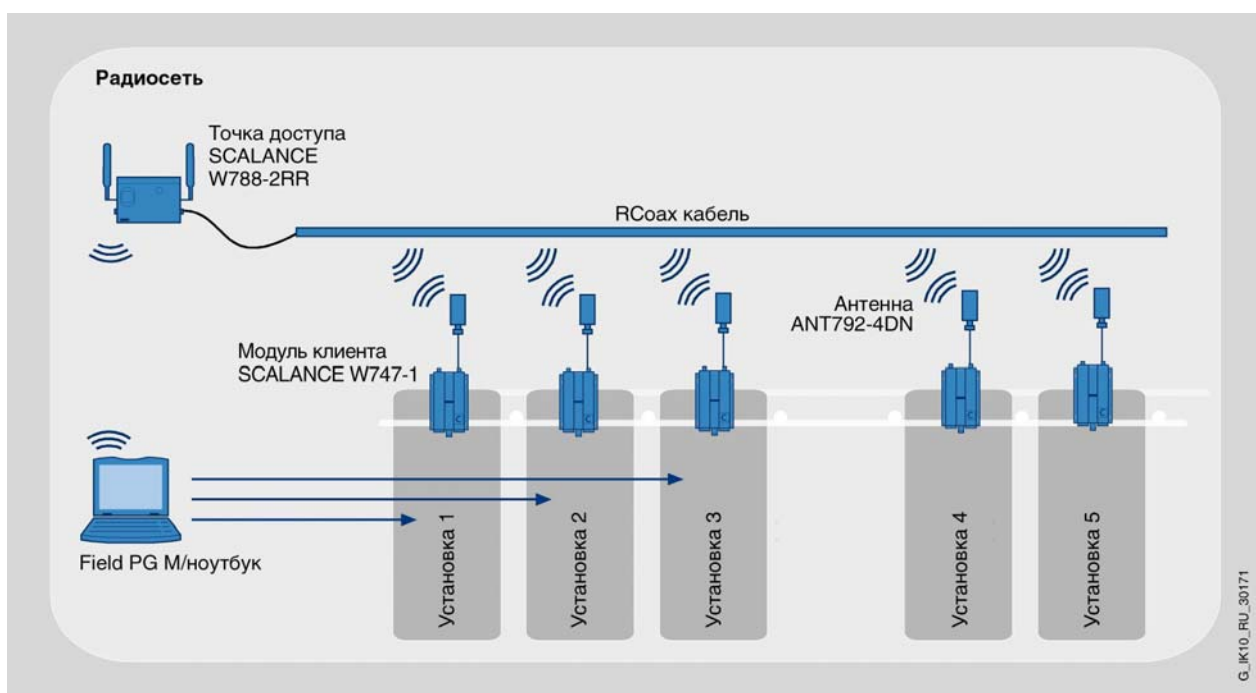 Радиосеть
Точка доступа
SCALANCE
W788-2RR
RCoax кабель
Антенна
ANT792-4DN
Модуль клиента
SCALANCE W747-1
Field PG M/ноутбук
Установка 1
Установка 2
Установка 3
Установка 4
Установка 5
G_IK10_RU_30171